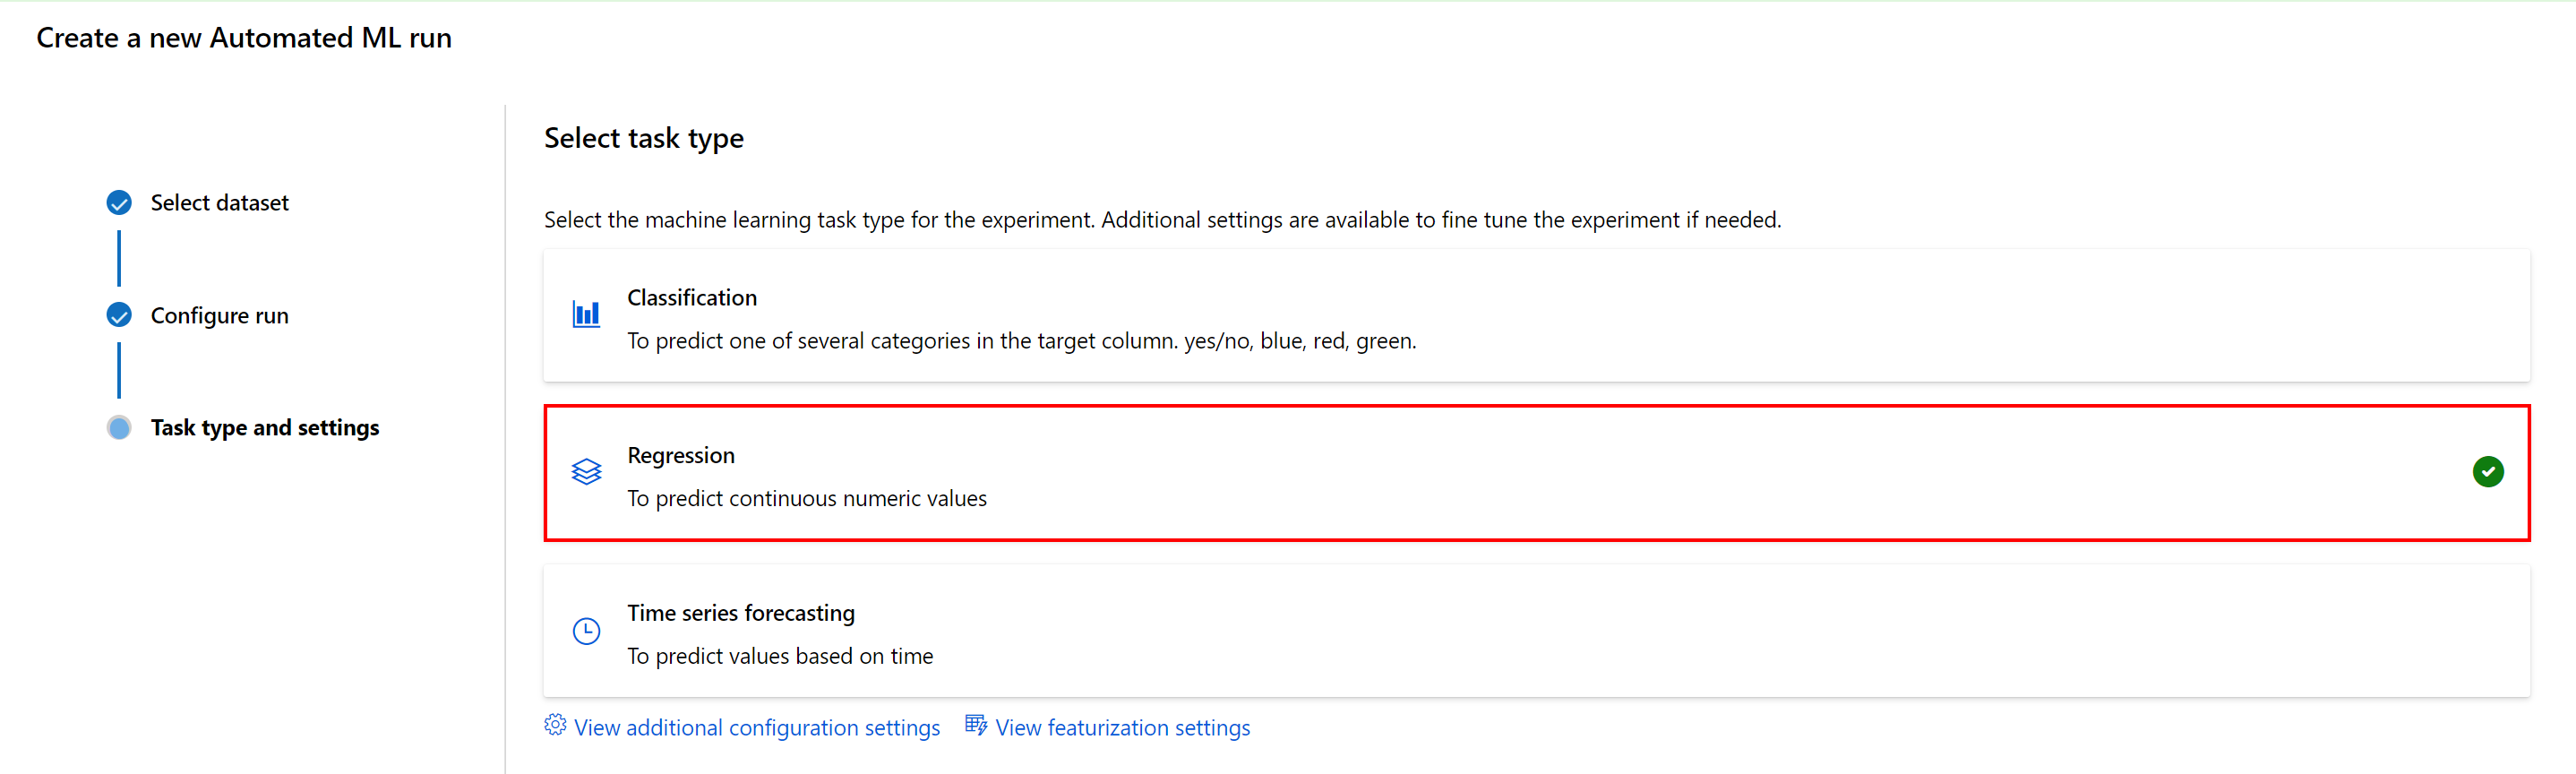 Create a new Automated ML run
Select dataset
Configure run
Task type and settings
Select task type
Select the machine learning task type for the experiment. Additional settings are available to fine tune the experiment if needed.
Classification
To predict one of several categories in the target column. yes/no, blue, red, green.
Regression
To predict continuous numeric values
Time series forecasting
To predict values based on time
View additional configuration settings View featurization settings